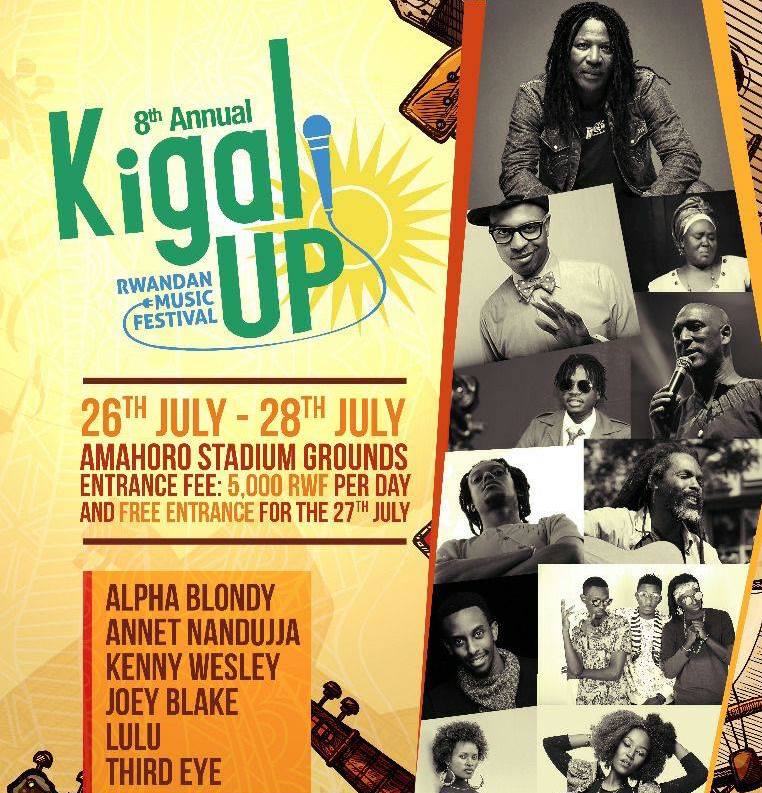 8th Annual
Kigali
UP
RWANDAN
MUSIC
FESTIVAL
26TH JULY - 28TH JULY
AMAHORO STADIUM GROUNDS
ENTRANCE FEE: 5,000 RWF PER DAY
AND FREE ENTRANCE FOR THE 27TH JULY
ALPHA BLONDY
ANNET NANDUJJA
KENNY WESLEY
JOEY BLAKE
LULU
THIRD EYE